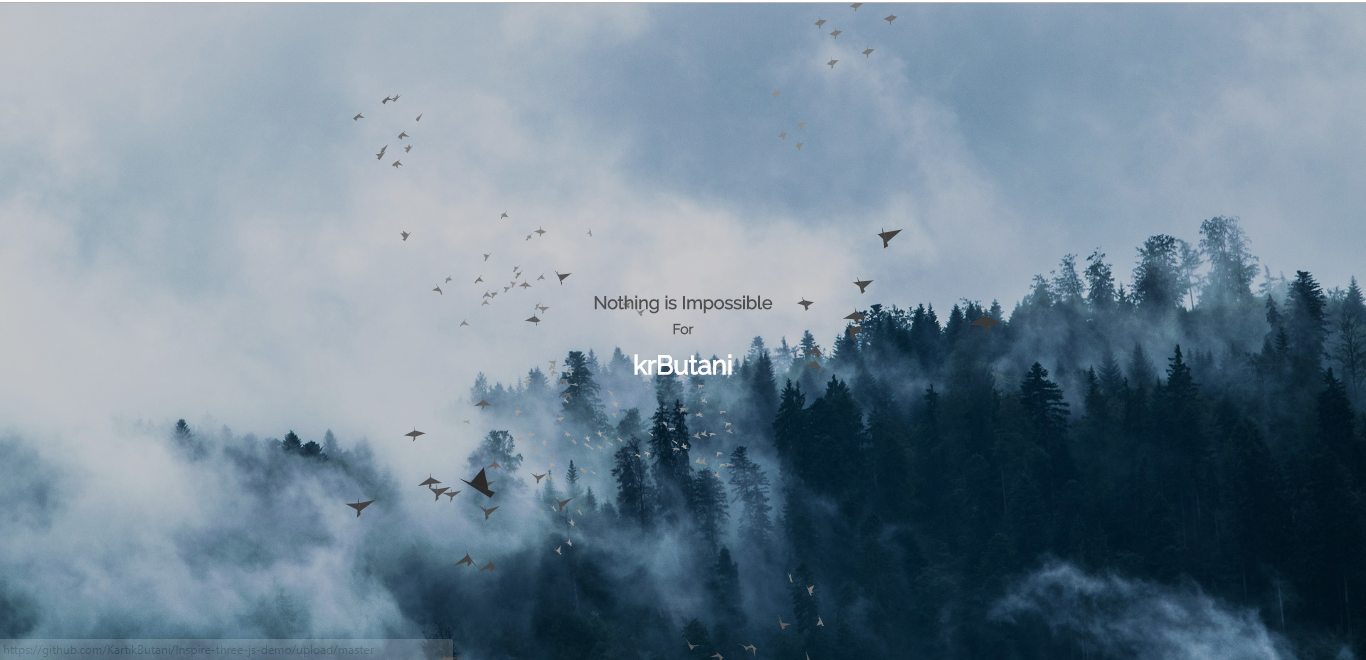 Nothing is Impossible
For
krButani
https://github.com/KartikButani/Inspire-three-js-demo/upload/master